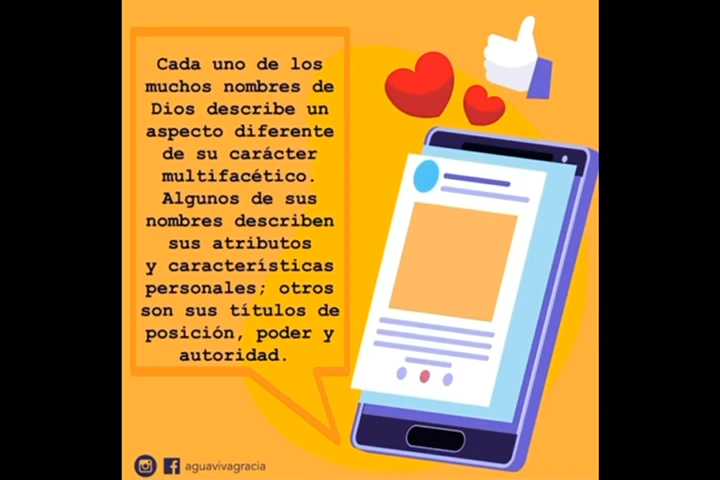 Cada uno de los
muchos nombres de
Dios describe un
aspecto diferente
de su carácter
multifacético.
Algunos de sus
nombres describen
sus atributos
y características
personales; otros
son sus títulos de
posición, poder y
autoridad.
aguavivagracia